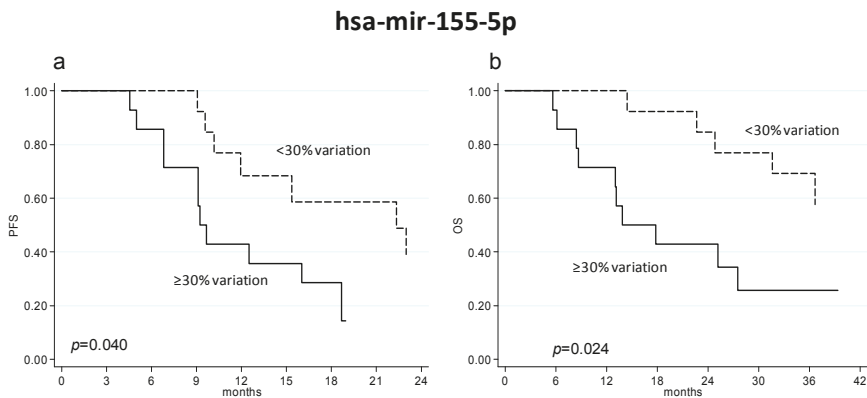 hsa-mir-155-5p
a
1.00
0.80
0.60
0.40
0.20
0.00
PFS
<30% variation
≥30% variation
p=0.040
0 3 6 9 12 15 18 21 24
months
b
1.00
0.80
0.60
0.40
0.20
0.00
OS
<30% variation
≥30% variation
p=0.024
0 6 12 18 24 30 36 42
months